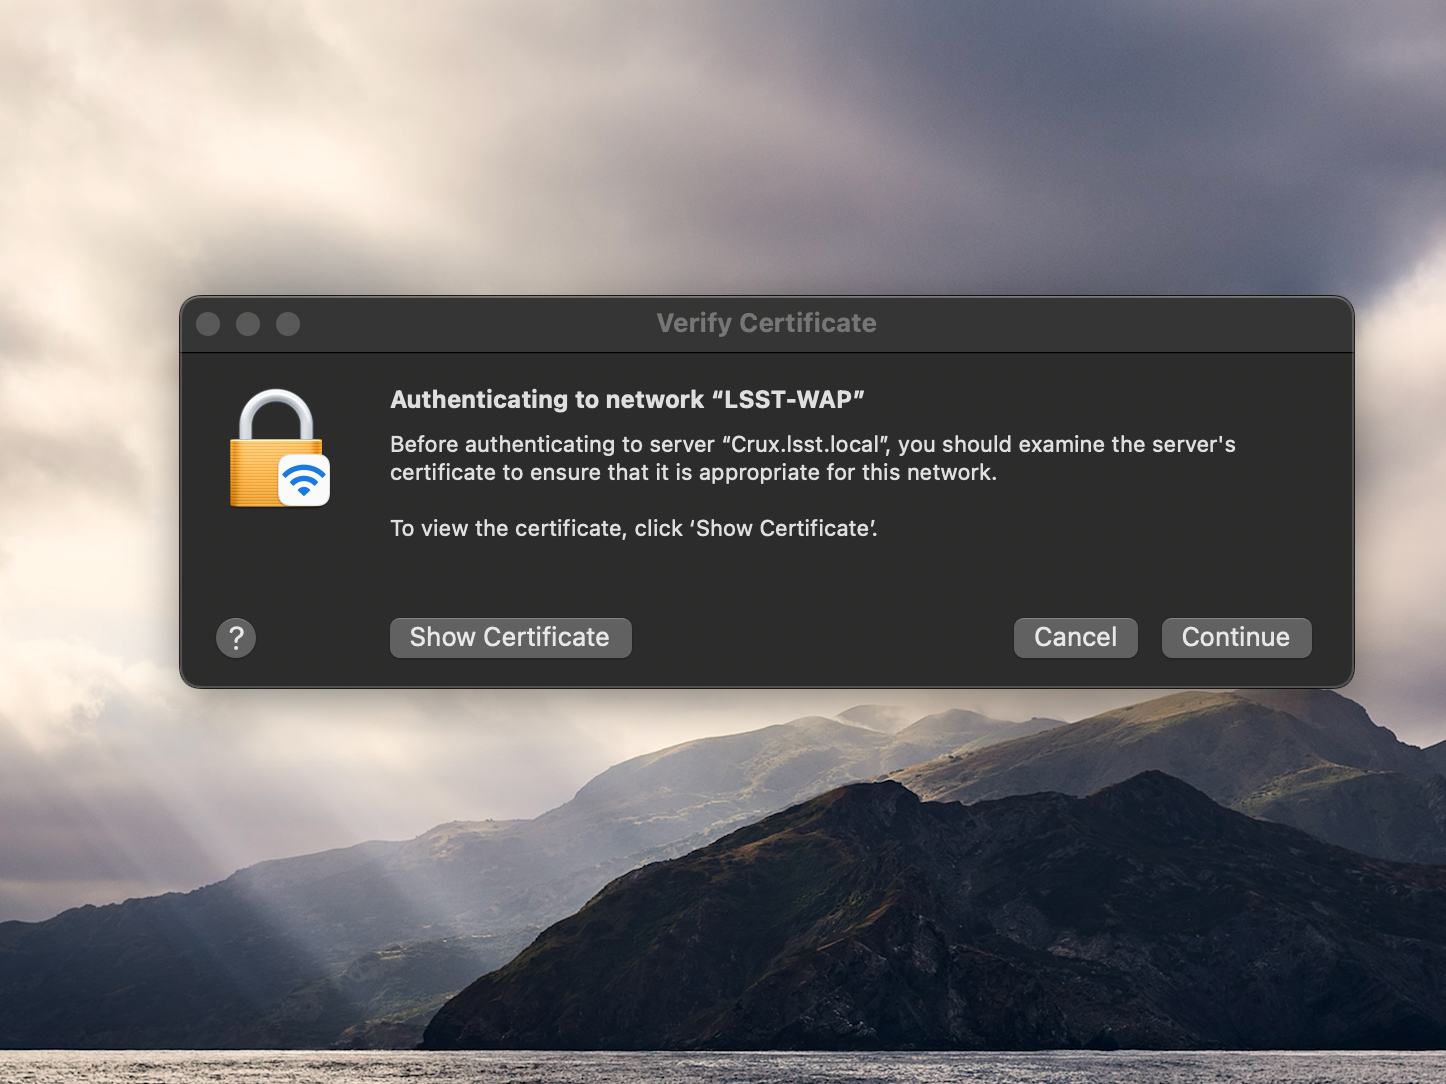 Verify Certificate
Authenticating to network “LSST-WAP”
Before authenticating to server “Crux.lsst.local”, you should examine the server's
certificate to ensure that it is appropriate for this network.
To view the certificate, click ‘Show Certificate’.
?
Show Certificate
Cancel
Continue